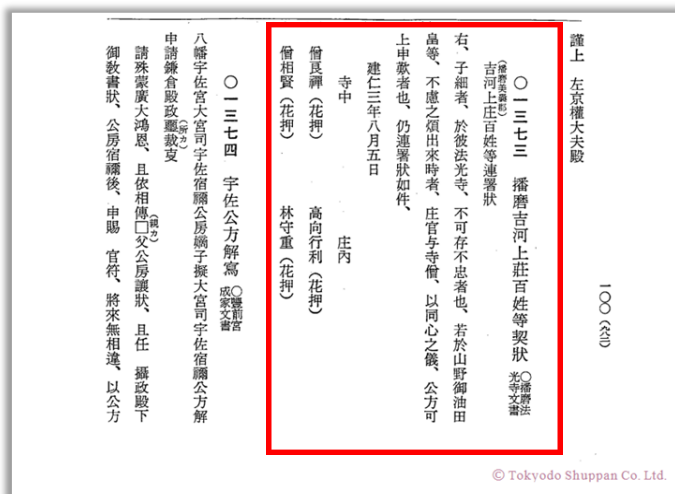 一〇〇（六三）
謹上　左京權大夫殿
〇一三七三　播磨吉河上莊百姓等契狀　〇播磨法光寺文書
（播磨美嚢郡）
吉河上庄百姓等連署狀
右、子細者、於彼法光寺、不可存不忠者也、若於山野御油田
畠等、不慮之煩出來時者、庄官与寺僧、以同心之儀、公方可
上申歎者也、仍連署狀如件、
建仁三年八月五日
寺中　庄內
僧良禪（花押）　高向行利（花押）
僧相賢（花押）　林守重（花押）
〇一三七四　宇佐公方解寫　〇豐前宮成家文書
八幡宇佐宮大宮司宇佐宿禰公房嫡子擬大宮司宇佐宿禰公方解
（所カ）
申請鎌倉殿政廳裁㕝
（親カ）
請殊蒙廣大鴻恩、且依相傳□父公房讓狀、且任　攝政殿下
御敎書狀、公房宿禰後、申賜　官符、將來無相違、以公方
© Tokyodo Shuppan Co. Ltd.